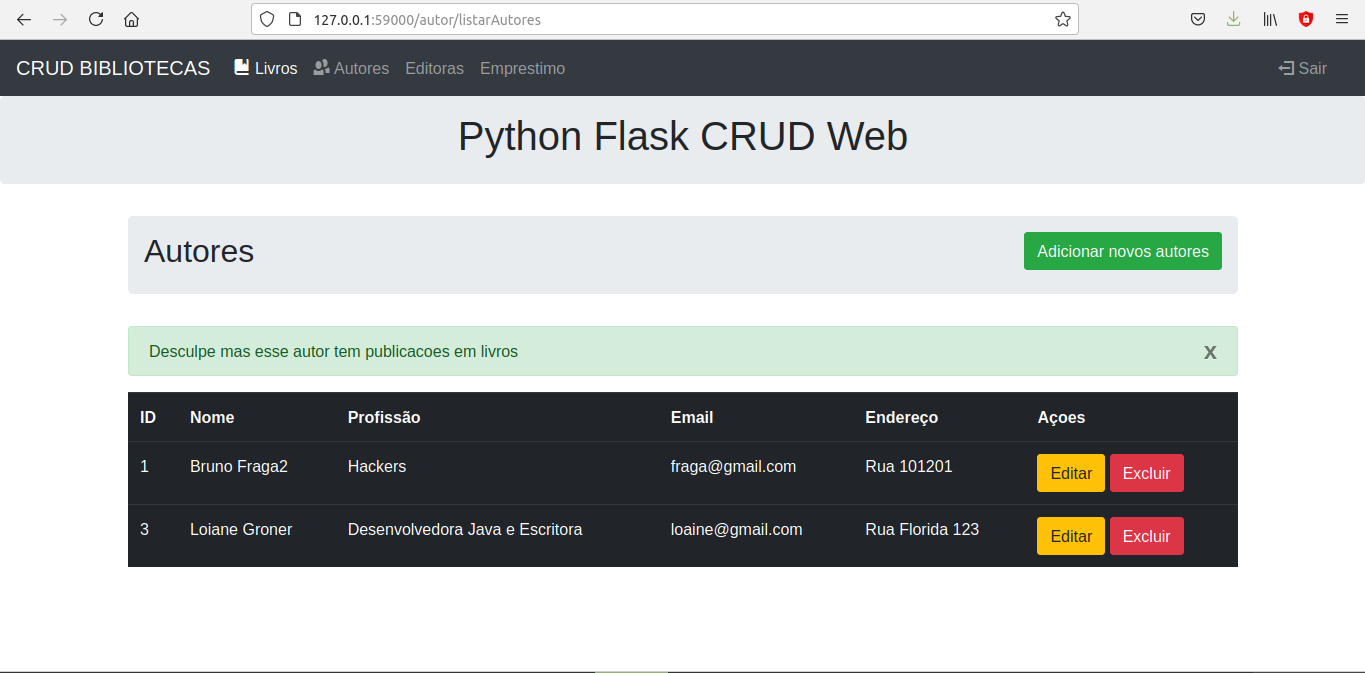 127.0.0.1:59000/autor/listarAutores
CRUD BIBLIOTECAS Livros Autores Editoras Emprestimo Sair
Python Flask CRUD Web
Autores Adicionar novos autores
Desculpe mas esse autor tem publicacoes em livros x
ID Nome Profissão Email Endereço Açoes
1 Bruno Fraga2 Hackers fraga@gmail.com Rua 101201 Editar Excluir
3 Loiane Groner Desenvolvedora Java e Escritora loaine@gmail.com Rua Florida 123 Editar Excluir